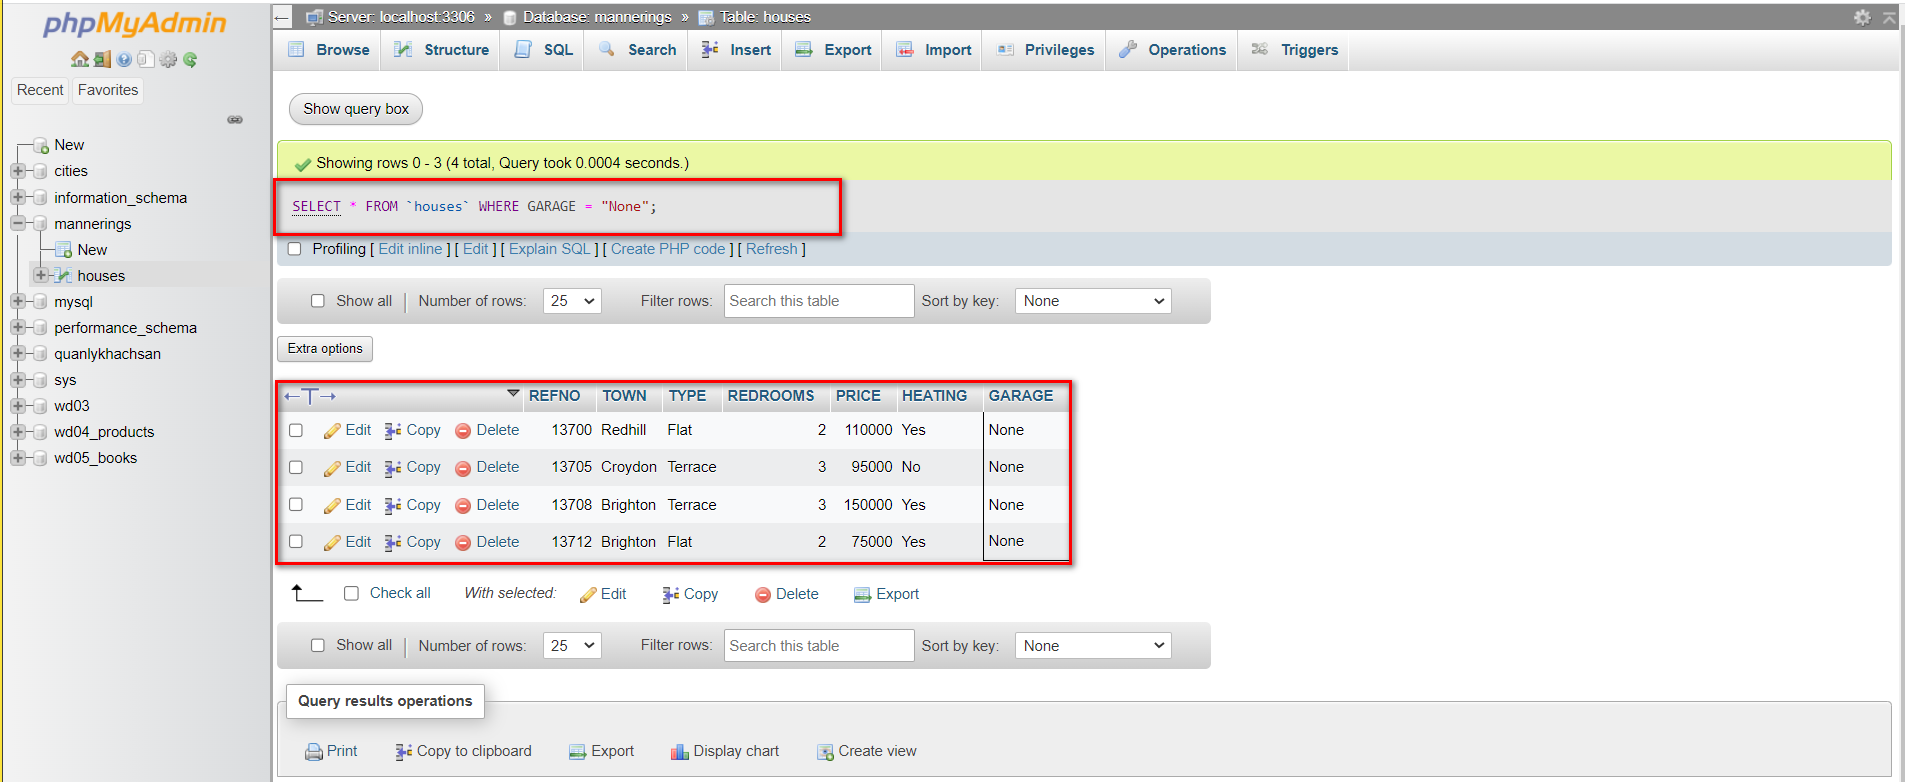 phpMyAdmin
Recent Favorites
New
cities
information_schema
mannerings
New
houses
mysql
performance_schema
quanlykhachsan
sys
wd03
wd04_products
wd05_books
Server: localhost:3306 » Database: mannerings » Table: houses
Browse Structure SQL Search Insert Export Import Privileges Operations Triggers
Show query box
Showing rows 0 - 3 (4 total, Query took 0.0004 seconds.)
SELECT * FROM `houses` WHERE GARAGE = "None";
Profiling [ Edit inline ] [ Edit ] [ Explain SQL ] [ Create PHP code ] [ Refresh ]
Show all | Number of rows: 25 Filter rows: Search this table Sort by key: None
Extra options
←T→ REFNO TOWN TYPE REDROOMS PRICE HEATING GARAGE
Edit Copy Delete 13700 Redhill Flat 2 110000 Yes None
Edit Copy Delete 13705 Croydon Terrace 3 95000 No None
Edit Copy Delete 13708 Brighton Terrace 3 150000 Yes None
Edit Copy Delete 13712 Brighton Flat 2 75000 Yes None
Check all With selected: Edit Copy Delete Export
Show all | Number of rows: 25 Filter rows: Search this table Sort by key: None
Query results operations
Print Copy to clipboard Export Display chart Create view